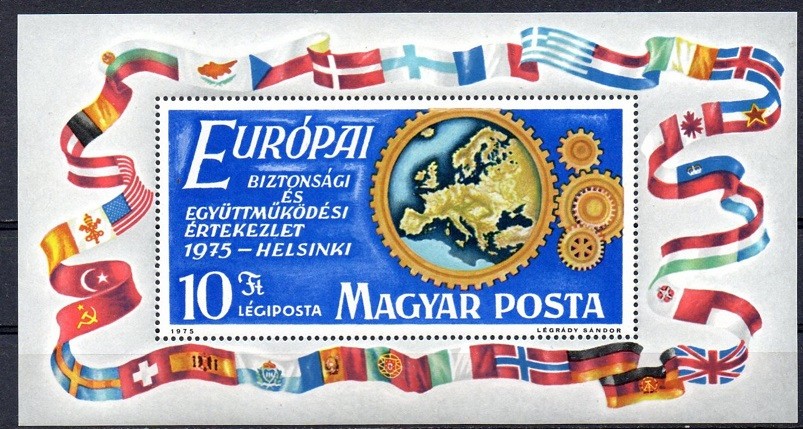 EURÓPAI
BIZTONSÁGI
ÉS
EGYÜTTMŰKÖDÉSI
ÉRTEKEZLET
1975 – HELSINKI
10 Ft
LÉGIPOSTA
MAGYAR POSTA
1975
LÉGRÁDY SÁNDOR